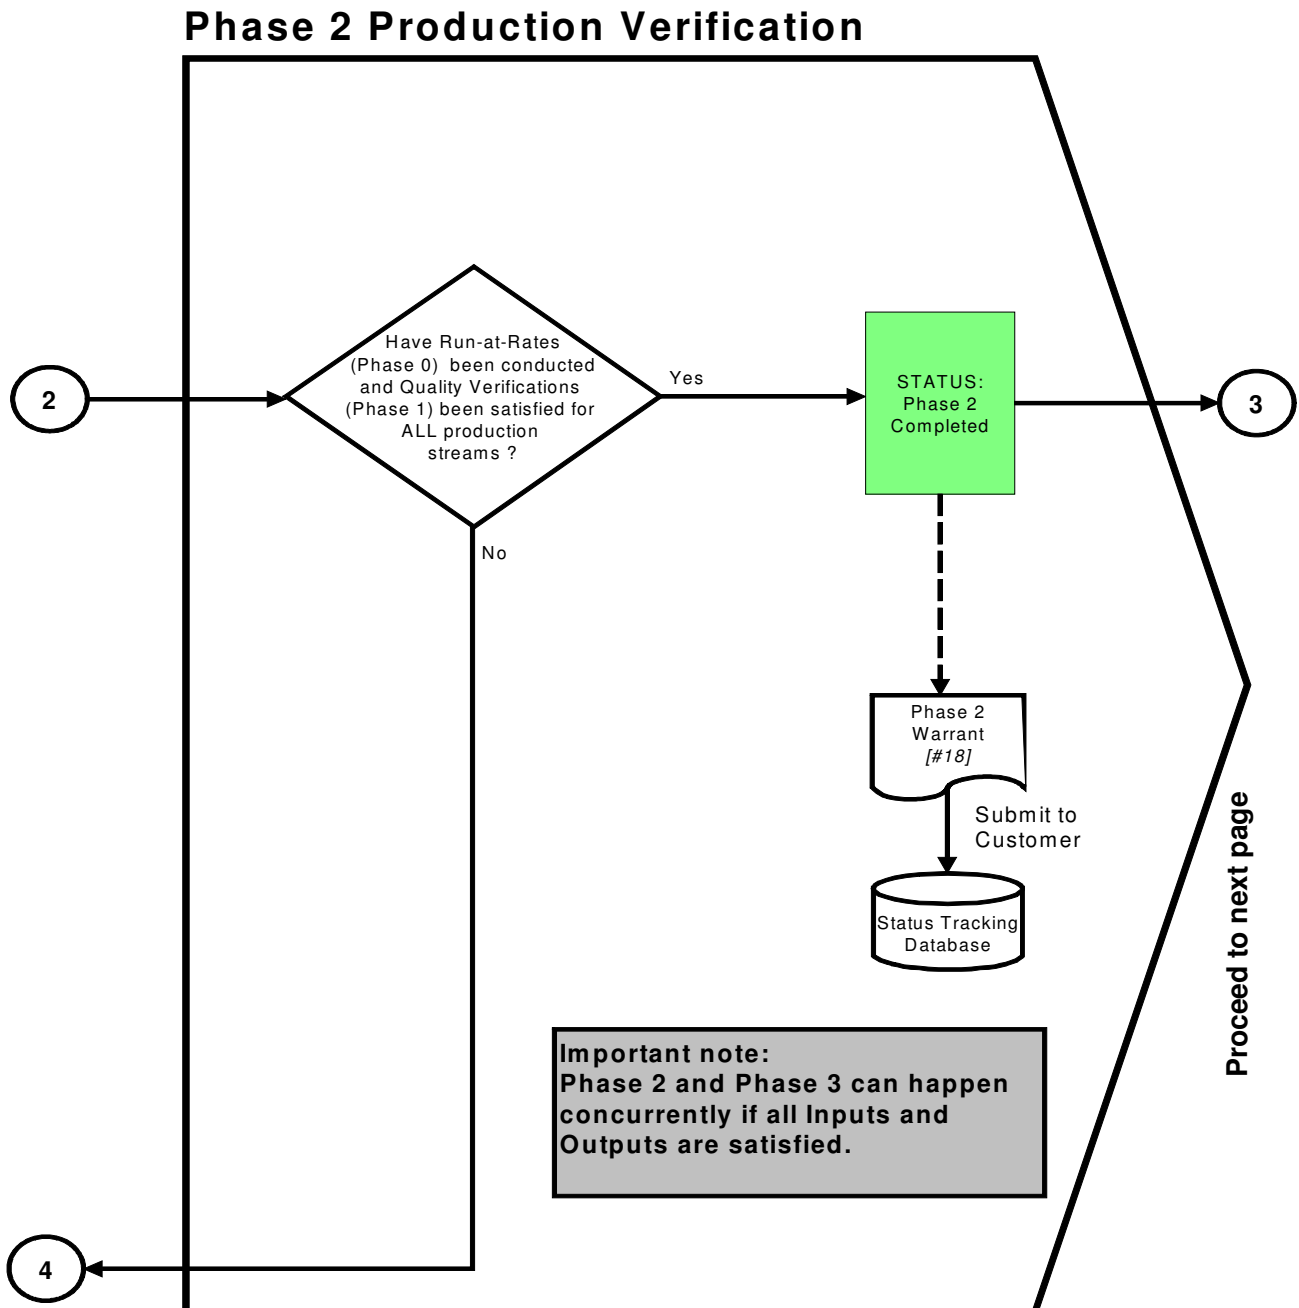 Phase 2 Production Verification
Have Run-at-Rates
(Phase 0) been conducted
and Quality Verifications
(Phase 1) been satisfied for
ALL production
streams ?
2
Yes
STATUS:
Phase 2
Completed
3
No
Phase 2
Warrant
[#18]
Submit to
Customer
Status Tracking
Database
Proceed to next page
Important note:
Phase 2 and Phase 3 can happen
concurrently if all Inputs and
Outputs are satisfied.
4